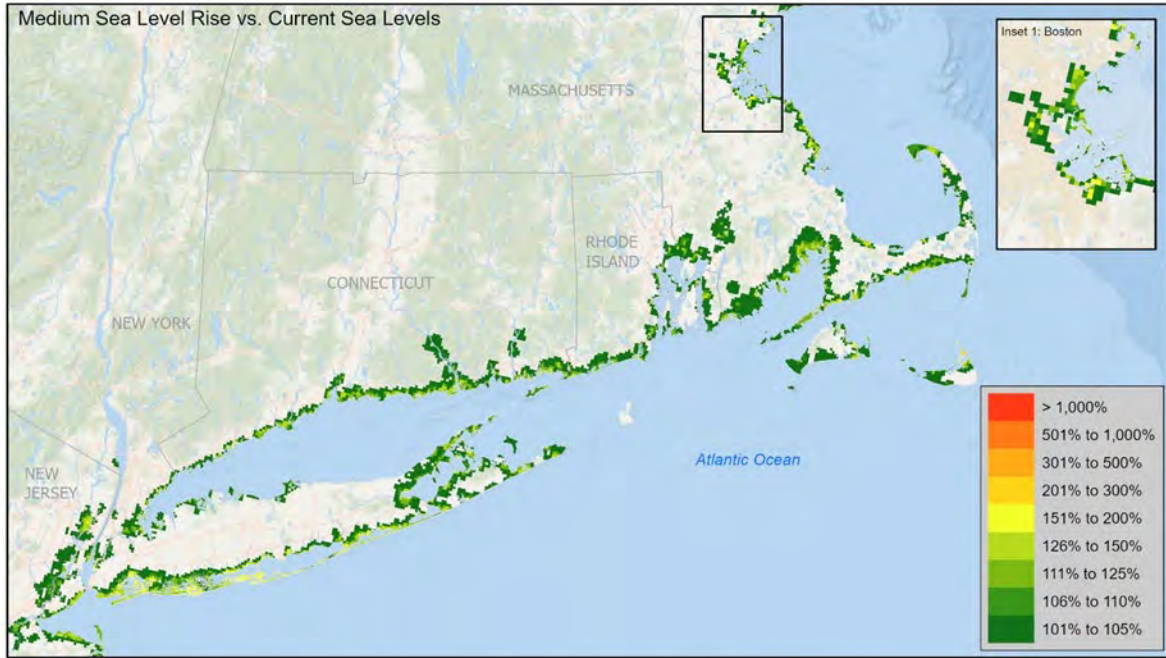 Medium Sea Level Rise vs. Current Sea Levels
Inset 1: Boston
MASSACHUSETTS
RHODE
ISLAND
CONNECTICUT
NEW YORK
NEW
JERSEY
Atlantic Ocean
> 1,000%
501% to 1,000%
301% to 500%
201% to 300%
151% to 200%
126% to 150%
111% to 125%
106% to 110%
101% to 105%